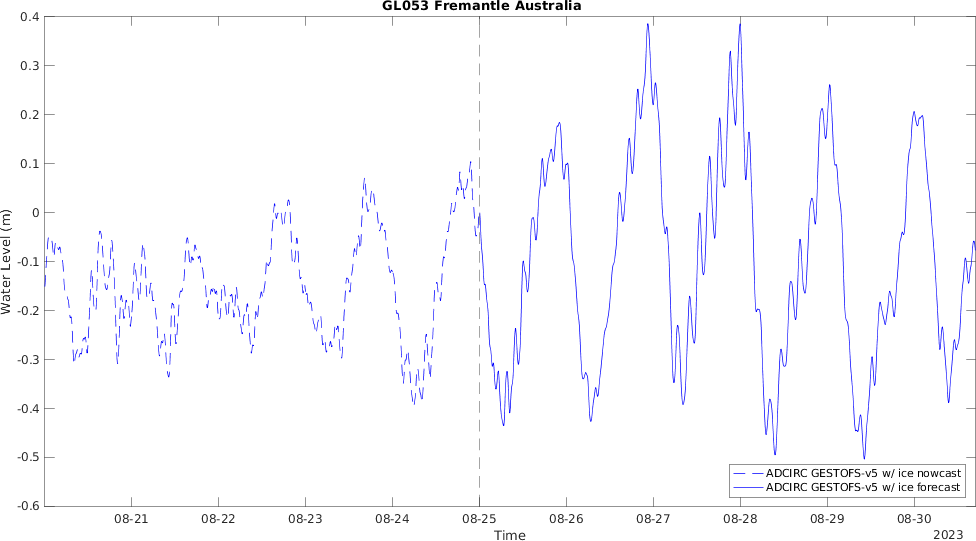 GL053 Fremantle Australia
0.4
0.3
0.2
0.1
0
-0.1
-0.2
-0.3
-0.4
-0.5
-0.6
Water Level (m)
ADCIRC GESTOFS-v5 w/ ice nowcast
ADCIRC GESTOFS-v5 w/ ice forecast
08-21 08-22 08-23 08-24 08-25 08-26 08-27 08-28 08-29 08-30
Time
2023